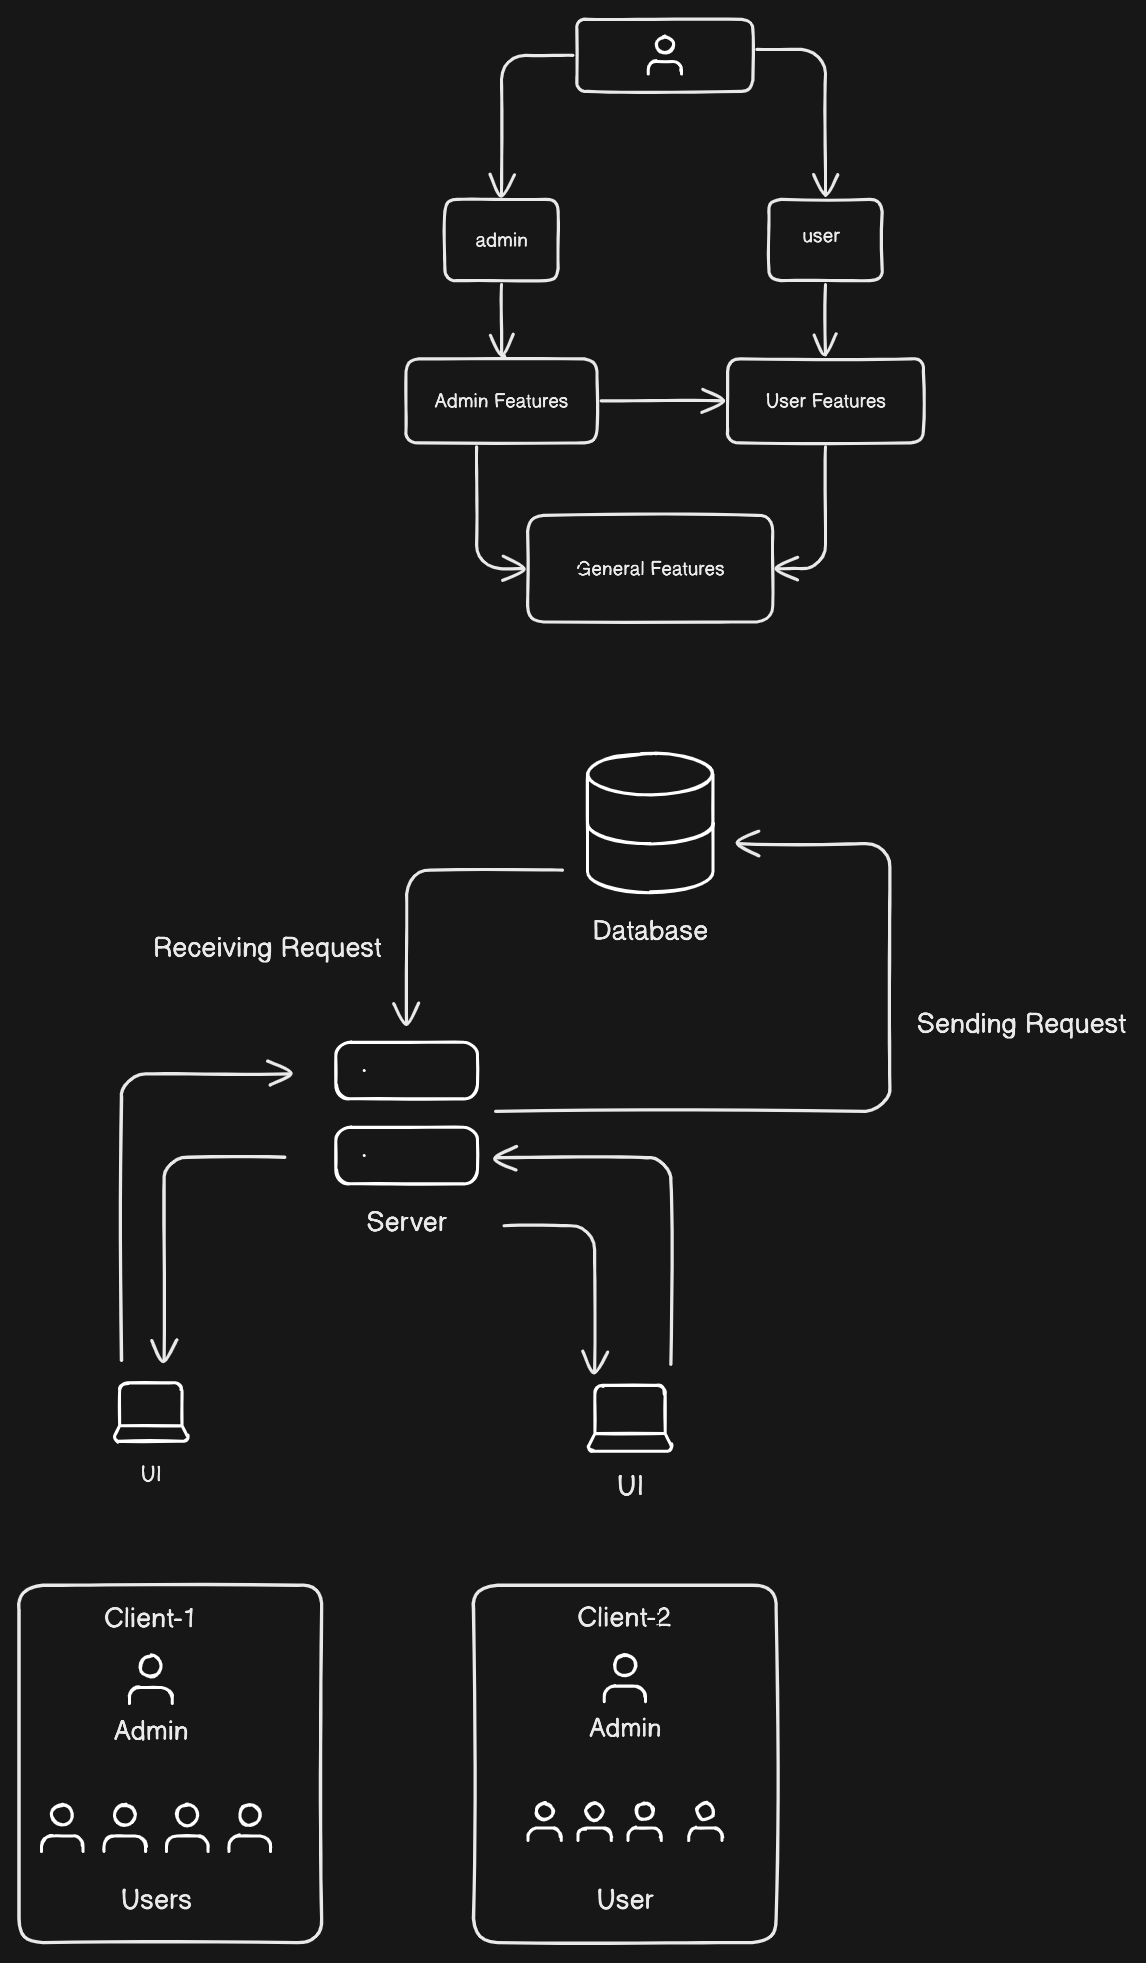 admin
user
Admin Features
User Features
General Features
Database
Receiving Request
Sending Request
Server
UI
UI
Client-1
Admin
Users
Client-2
Admin
User